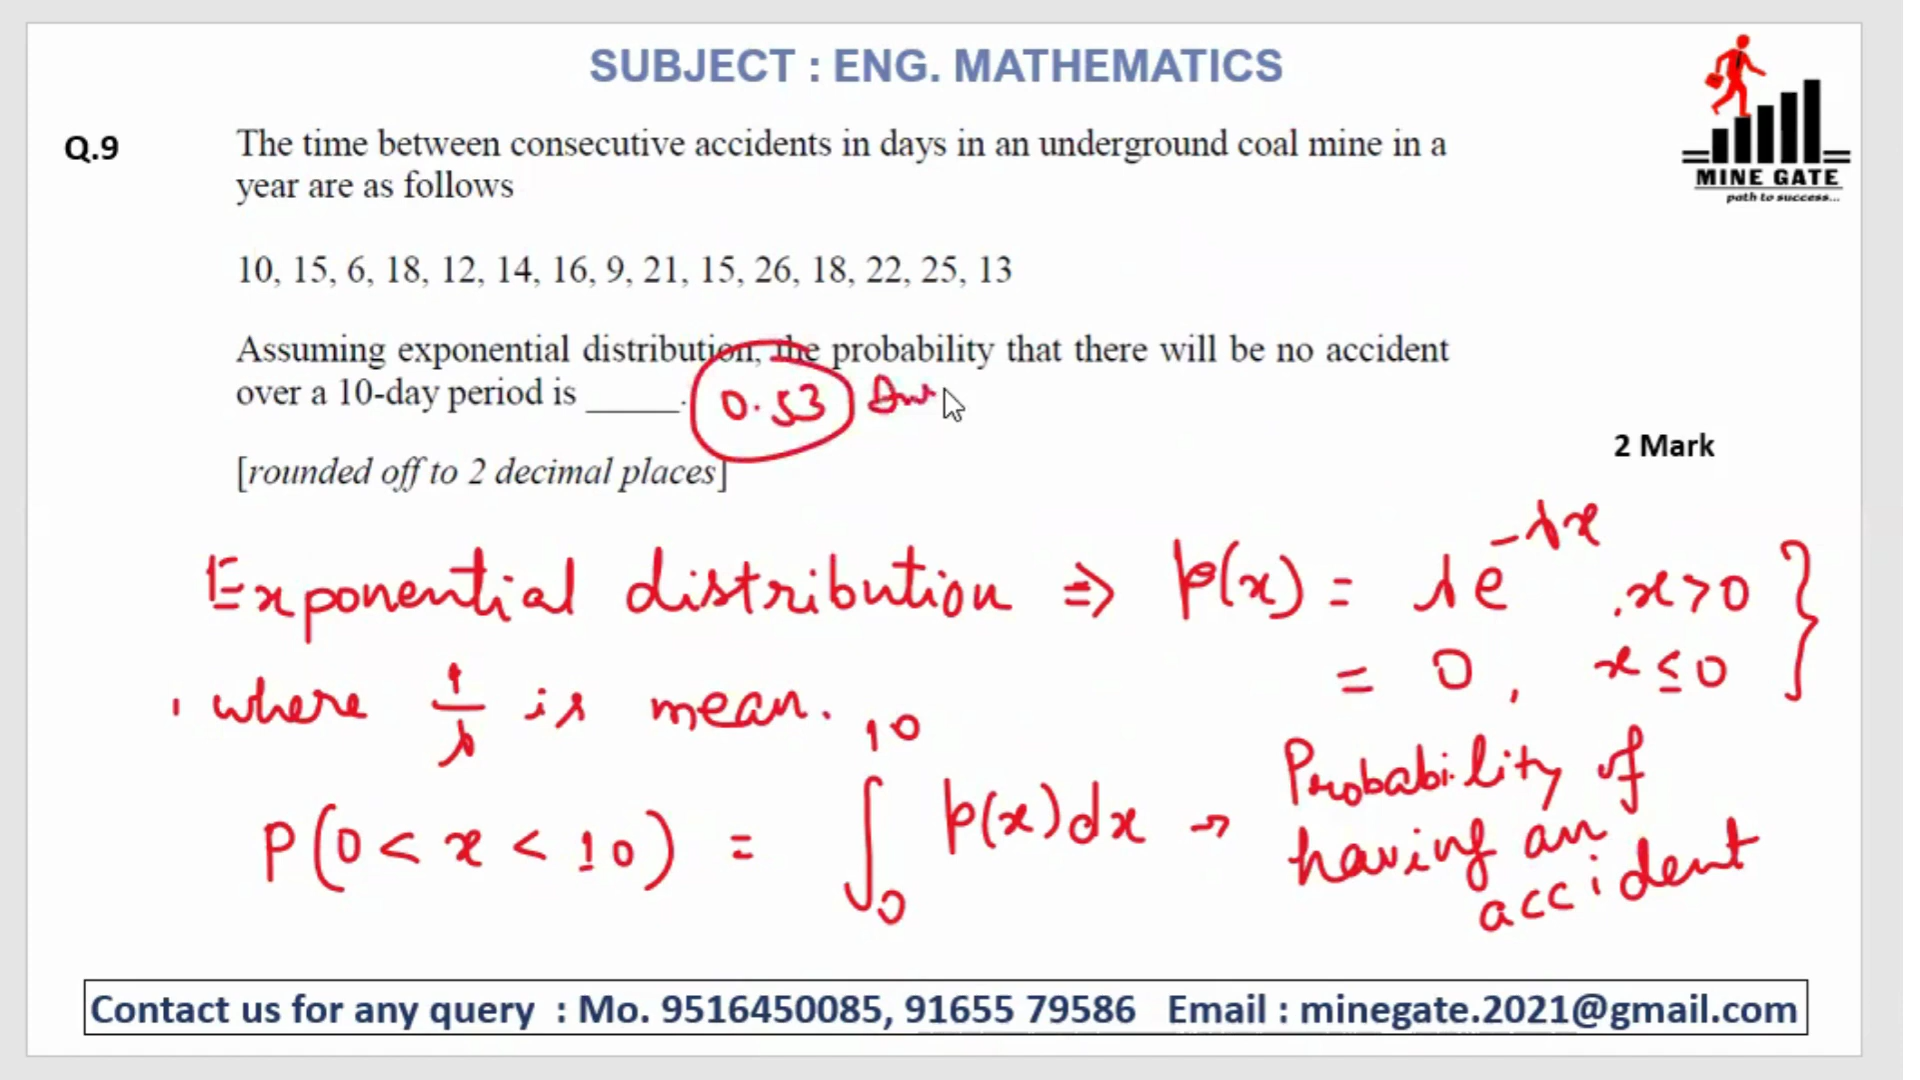 SUBJECT : ENG. MATHEMATICS
Q.9
The time between consecutive accidents in days in an underground coal mine in a
year are as follows
MINE GATE
path to success...
10, 15, 6, 18, 12, 14, 16, 9, 21, 15, 26, 18, 22, 25, 13
Assuming exponential distribution, the probability that there will be no accident
over a 10-day period is _____. 0.53 Ans
2 Mark
[rounded off to 2 decimal places]
Exponential distribution ⇒ p(x) = λe^-λx , x>0 }
= 0 , x≤0
, where 1/λ is mean.
P(0 < x < 10) = ∫₀¹⁰ p(x)dx →
Probability of
having an
accident
Contact us for any query : Mo. 9516450085, 91655 79586 Email : minegate.2021@gmail.com